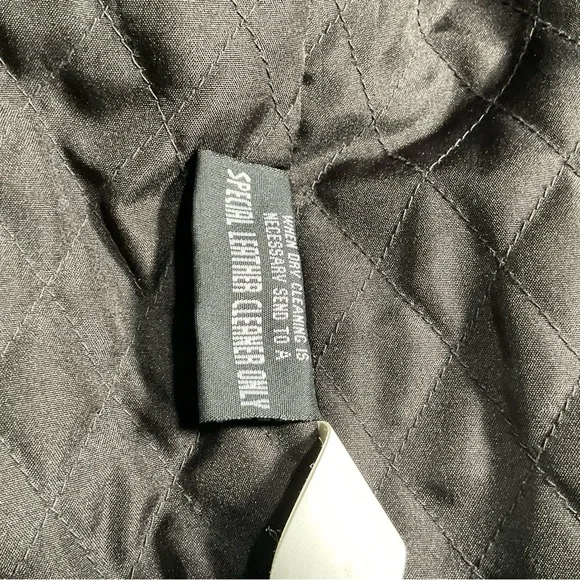 WHEN DRY CLEANING IS
NECESSARY SEND TO A
SPECIAL LEATHER CLEANER ONLY